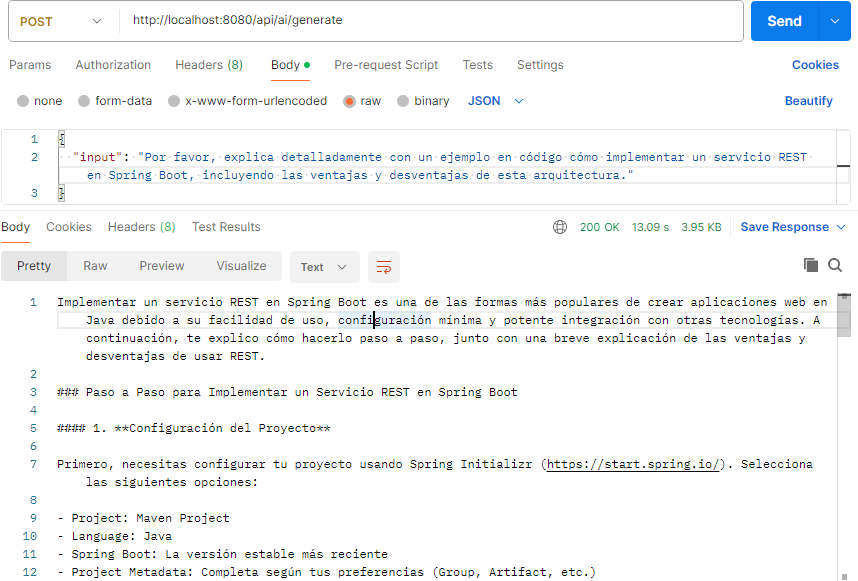 POST http://localhost:8080/api/ai/generate Send
Params Authorization Headers (8) Body Pre-request Script Tests Settings Cookies
none form-data x-www-form-urlencoded raw binary JSON Beautify
1 {
2 "input": "Por favor, explica detalladamente con un ejemplo en código cómo implementar un servicio REST
en Spring Boot, incluyendo las ventajas y desventajas de esta arquitectura."
3 }
Body Cookies Headers (8) Test Results 200 OK 13.09 s 3.95 KB Save Response
Pretty Raw Preview Visualize Text
1 Implementar un servicio REST en Spring Boot es una de las formas más populares de crear aplicaciones web en
Java debido a su facilidad de uso, configuración mínima y potente integración con otras tecnologías. A
continuación, te explico cómo hacerlo paso a paso, junto con una breve explicación de las ventajas y
desventajas de usar REST.
2
3 ### Paso a Paso para Implementar un Servicio REST en Spring Boot
4
5 #### 1. **Configuración del Proyecto**
6
7 Primero, necesitas configurar tu proyecto usando Spring Initializr (https://start.spring.io/). Selecciona
las siguientes opciones:
8
9 - Project: Maven Project
10 - Language: Java
11 - Spring Boot: La versión estable más reciente
12 - Project Metadata: Completa según tus preferencias (Group, Artifact, etc.)